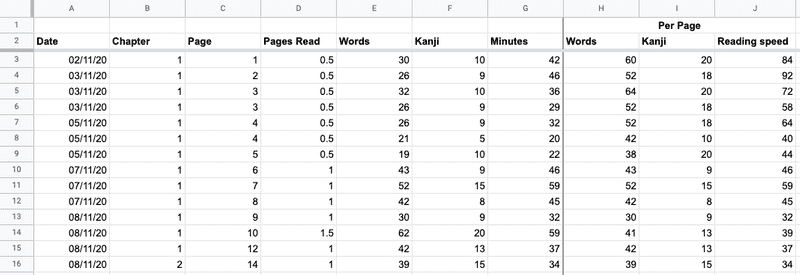 A B C D E F G H I J
1 Per Page
2 Date Chapter Page Pages Read Words Kanji Minutes Words Kanji Reading speed
3 02/11/20 1 1 0.5 30 10 42 60 20 84
4 03/11/20 1 2 0.5 26 9 46 52 18 92
5 03/11/20 1 3 0.5 32 10 36 64 20 72
6 03/11/20 1 3 0.5 26 9 29 52 18 58
7 05/11/20 1 4 0.5 26 9 32 52 18 64
8 05/11/20 1 4 0.5 21 5 20 42 10 40
9 05/11/20 1 5 0.5 19 10 22 38 20 44
10 07/11/20 1 6 1 43 9 46 43 9 46
11 07/11/20 1 7 1 52 15 59 52 15 59
12 07/11/20 1 8 1 42 8 45 42 8 45
13 08/11/20 1 9 1 30 9 32 30 9 32
14 08/11/20 1 10 1.5 62 20 59 41 13 39
15 08/11/20 1 12 1 42 13 37 42 13 37
16 08/11/20 2 14 1 39 15 34 39 15 34